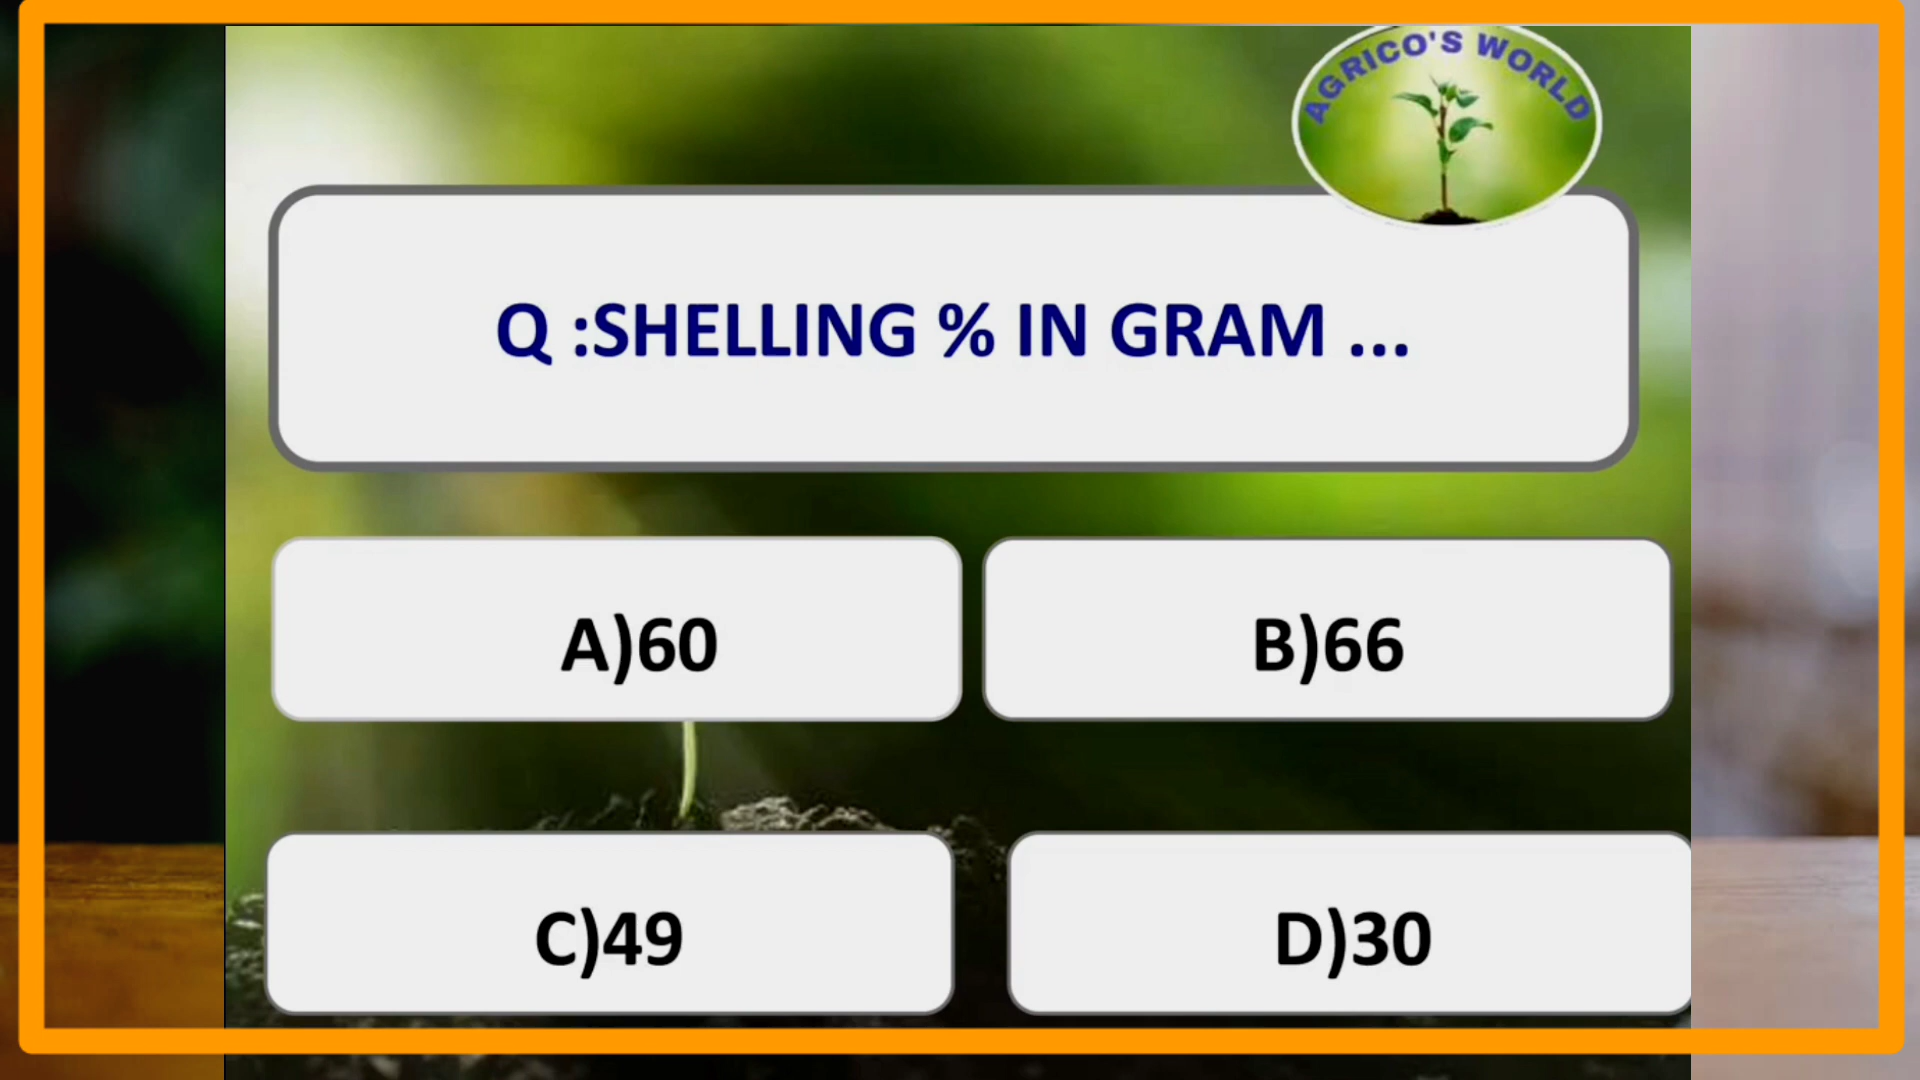 AGRICO'S WORLD
Q :SHELLING % IN GRAM ...
A)60
B)66
C)49
D)30